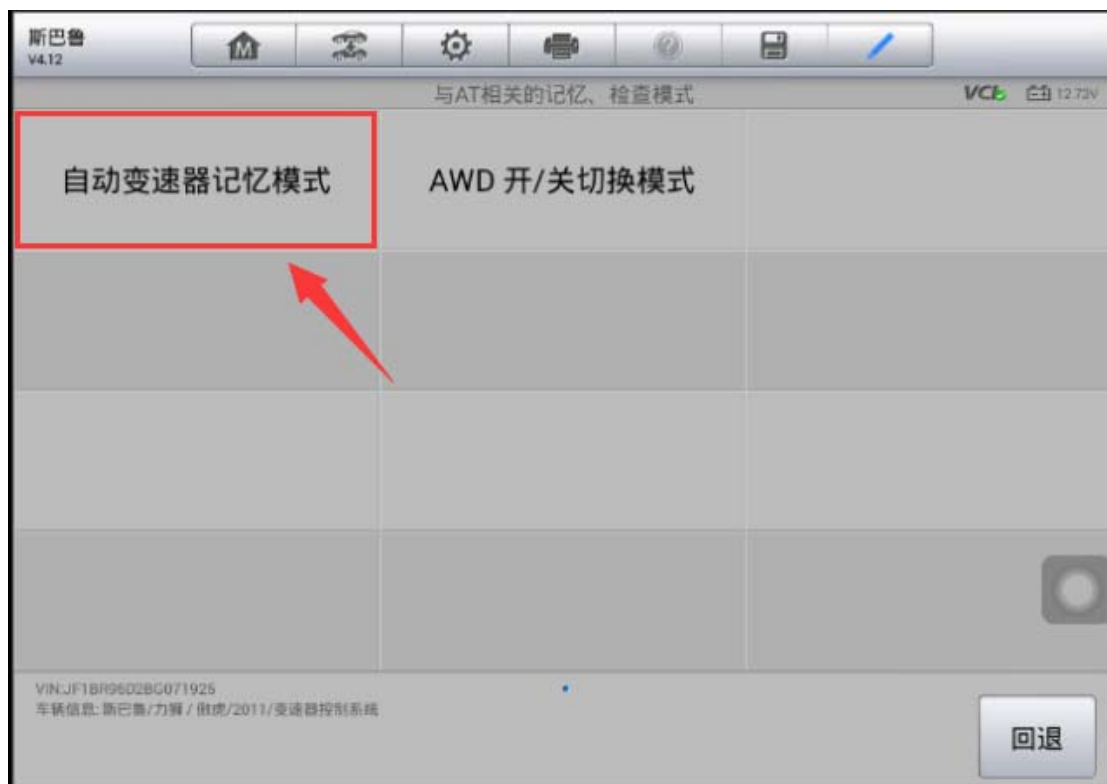 斯巴鲁
V4.12
M
与AT相关的记忆、检查模式
VCI 12.73V
自动变速器记忆模式
AWD 开/关切换模式
VIN:JF1BR96D2BG071925
车辆信息: 斯巴鲁/力狮 / 傲虎/2011/变速器控制系统
回退